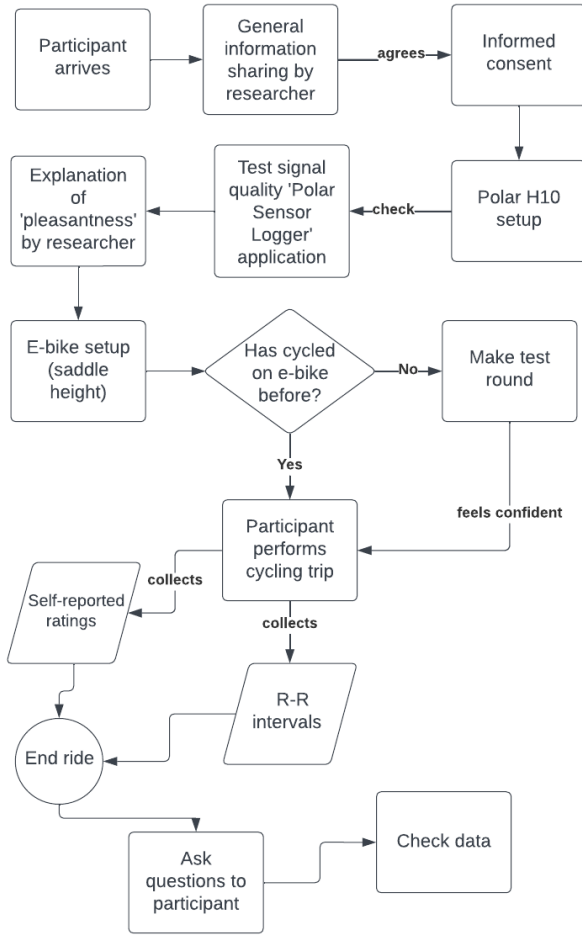 Participant
arrives
General
information
sharing by
researcher
agrees
Informed
consent
Polar H10
setup
check
Test signal
quality 'Polar
Sensor
Logger'
application
Explanation
of
'pleasantness'
by researcher
E-bike setup
(saddle
height)
Has cycled
on e-bike
before?
No
Make test
round
Yes
feels confident
Participant
performs
cycling trip
collects
Self-reported
ratings
collects
R-R
intervals
End ride
Ask
questions to
participant
Check data